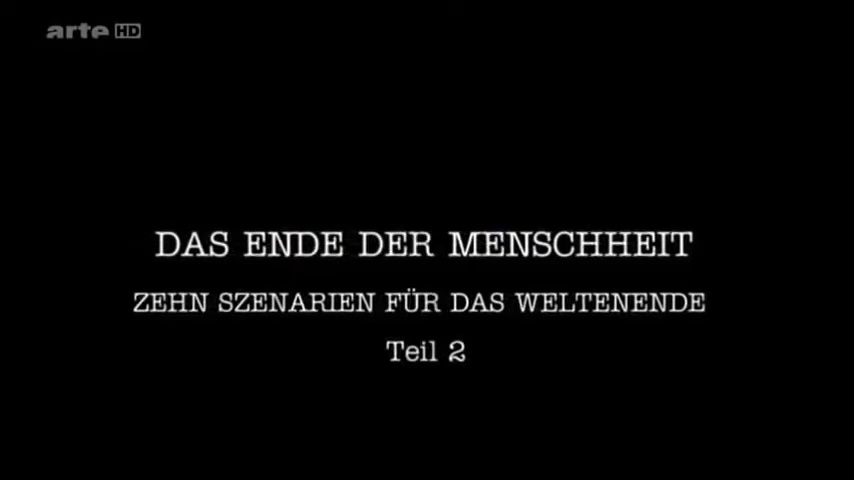 arte HD
DAS ENDE DER MENSCHHEIT
ZEHN SZENARIEN FÜR DAS WELTENENDE
Teil 2